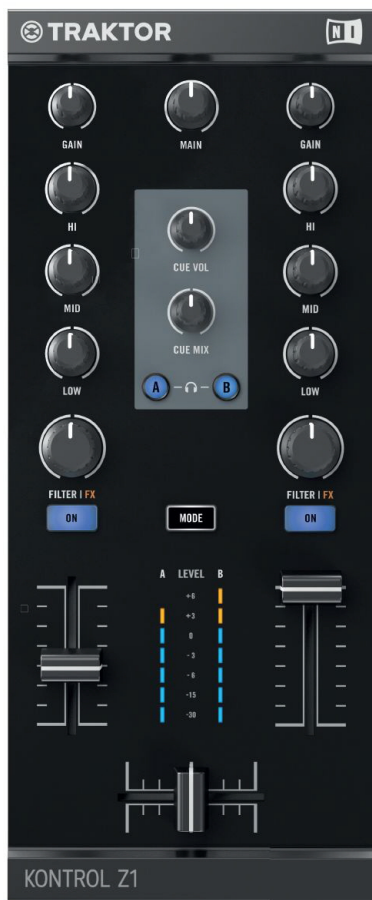 TRAKTOR NI
GAIN MAIN GAIN
HI HI
CUE VOL
MID MID
CUE MIX
LOW LOW
A B
FILTER | FX FILTER | FX
ON MODE ON
A LEVEL B
+6
+3
0
- 3
- 6
-15
-30
KONTROL Z1